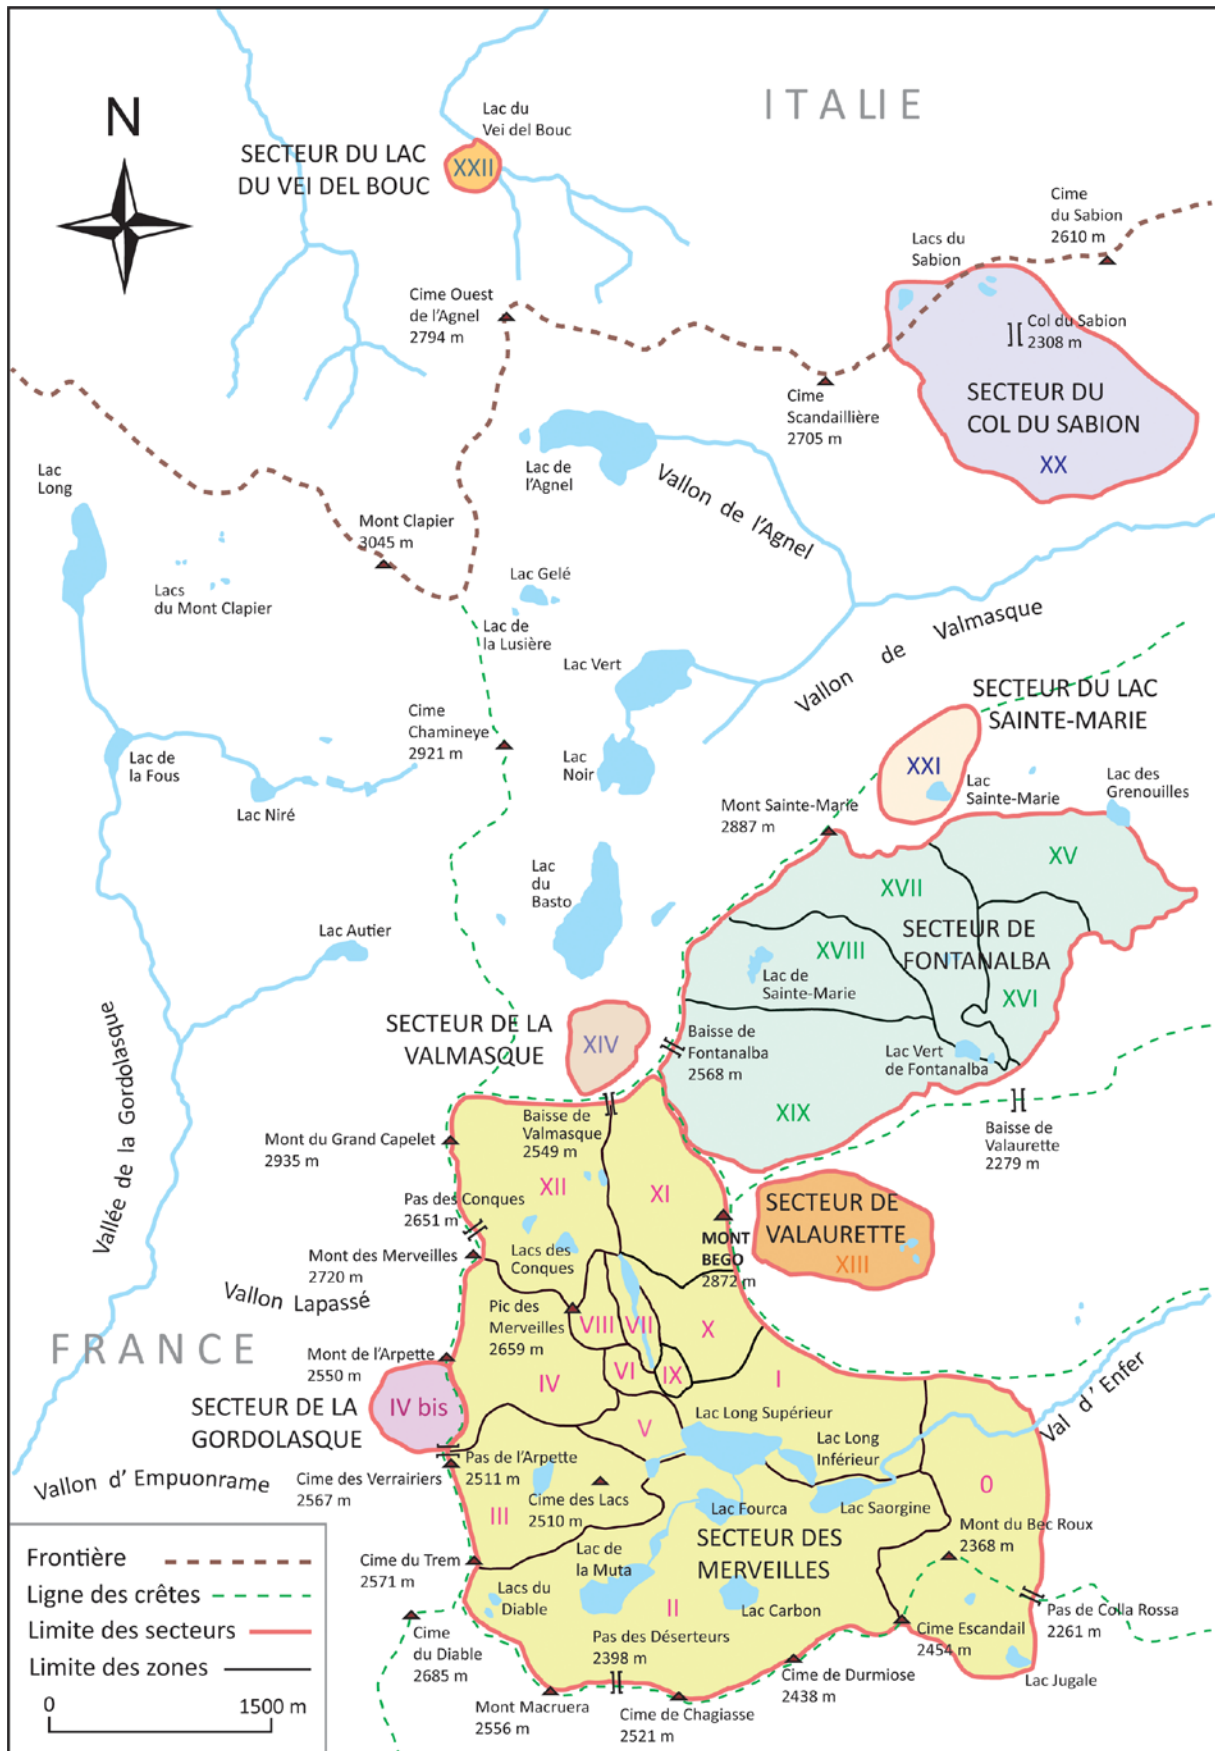 ITALIE
N
Lac du
Vei del Bouc
SECTEUR DU LAC
DU VEI DEL BOUC
XXII
Cime
du Sabion
2610 m
Lacs du
Sabion
Cime Ouest
de l'Agnel
2794 m
Col du Sabion
2308 m
Cime
Scandaillière
2705 m
SECTEUR DU
COL DU SABION
XX
Lac
Long
Lac de
l'Agnel
Vallon de l'Agnel
Mont Clapier
3045 m
Lacs
du Mont Clapier
Lac Gelé
Lac de
la Lusière
Lac Vert
Vallon de Valmasque
SECTEUR DU LAC
SAINTE-MARIE
Cime
Chamineye
2921 m
Lac de
la Fous
Lac
Noir
XXI
Lac
Sainte-Marie
Lac des
Grenouilles
Lac Niré
Mont Sainte-Marie
2887 m
XV
Lac
du
Basto
XVII
Lac Autier
SECTEUR DE
FONTANALBA
XVIII
Lac de
Sainte-Marie
XVI
Vallée de la Gordolasque
SECTEUR DE LA
VALMASQUE
XIV
Baisse de
Fontanalba
2568 m
Lac Vert
de Fontanalba
XIX
Baisse de
Valmasque
2549 m
Baisse de
Valaurette
2279 m
Mont du Grand Capelet
2935 m
XII
XI
Pas des Conques
2651 m
SECTEUR DE
VALAURETTE
XIII
MONT
BEGO
2872 m
Mont des Merveilles
2720 m
Lacs des
Conques
Vallon Lapassé
Pic des
Merveilles
2659 m
VIII
VII
X
FRANCE
Mont de l'Arpette
2550 m
VI
IX
I
IV
Val d'Enfer
SECTEUR DE LA
GORDOLASQUE
IV bis
V
Lac Long Supérieur
Lac Long
Inférieur
Vallon d'Empuonrame
Cime des Verrairiers
2567 m
Pas de l'Arpette
2511 m
Cime des Lacs
2510 m
III
Lac Fourca
Lac Saorgine
0
SECTEUR DES
MERVEILLES
Mont du Bec Roux
2368 m
Cime du Trem
2571 m
Lac de
la Muta
Lacs du
Diable
II
Lac Carbon
Pas de Colla Rossa
2261 m
Cime
du Diable
2685 m
Pas des Déserteurs
2398 m
Cime Escandail
2454 m
Cime de Durmiose
2438 m
Lac Jugale
Mont Macruera
2556 m
Cime de Chagiasse
2521 m
Frontière
Ligne des crêtes
Limite des secteurs
Limite des zones
0 1500 m